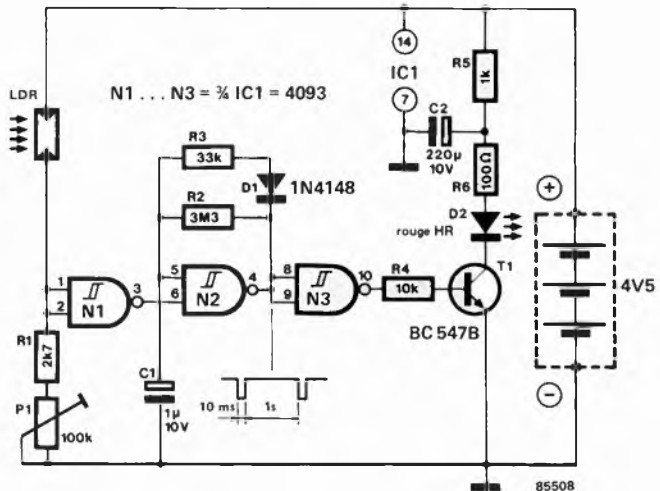 LDR
N1 . . . N3 = ¾ IC1 = 4093
14
IC1
7
R5
1k
C2
220µ
10V
R6
100Ω
R3
33k
D1
1N4148
R2
3M3
D2
rouge HR
T1
BC 547B
4V5
+
−
1
2
N1
3
5
6
N2
4
8
9
N3
10
R4
10k
R1
2k7
P1
100k
C1
1µ
10V
10 ms
1s
85508